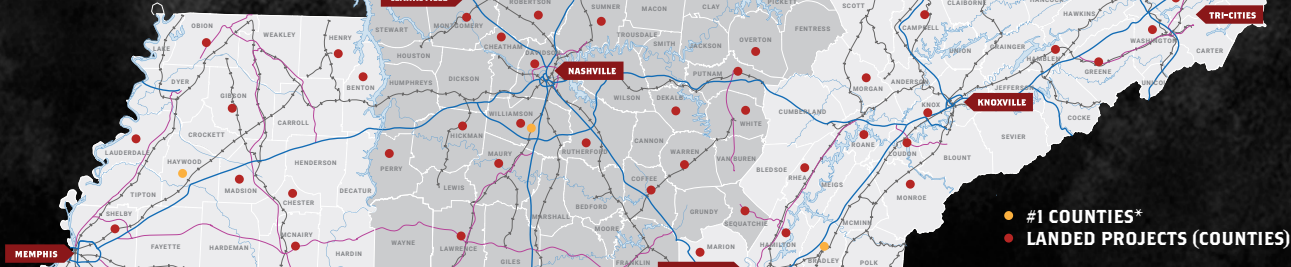 ROBERTSON
SUMNER
MACON
CLAY
PICKETT
SCOTT
CLAIBORNE
HAWKINS
TRI-CITIES
OBION
WEAKLEY
HENRY
STEWART
MONTGOMERY
TROUSDALE
SMITH
JACKSON
OVERTON
FENTRESS
CAMPBELL
UNION
GRAINGER
HAMBLEN
WASHINGTON
CARTER
LAKE
HOUSTON
CHEATHAM
DAVIDSON
NASHVILLE
DYER
GIBSON
BENTON
HUMPHREYS
DICKSON
WILSON
DEKALB
PUTNAM
MORGAN
ANDERSON
JEFFERSON
GREENE
UNICOI
KNOXVILLE
CROCKETT
CARROLL
WILLIAMSON
CUMBERLAND
KNOX
COCKE
LAUDERDALE
HAYWOOD
HENDERSON
HICKMAN
RUTHERFORD
CANNON
WHITE
ROANE
LOUDON
SEVIER
MAURY
WARREN
VAN BUREN
BLEDSOE
RHEA
BLOUNT
TIPTON
MADSION
DECATUR
PERRY
LEWIS
COFFEE
MEIGS
MONROE
SHELBY
CHESTER
MARSHALL
BEDFORD
GRUNDY
SEQUATCHIE
MCMINN
#1 COUNTIES*
MEMPHIS
FAYETTE
HARDEMAN
MCNAIRY
HARDIN
WAYNE
LAWRENCE
GILES
MOORE
FRANKLIN
MARION
HAMILTON
BRADLEY
POLK
LANDED PROJECTS (COUNTIES)